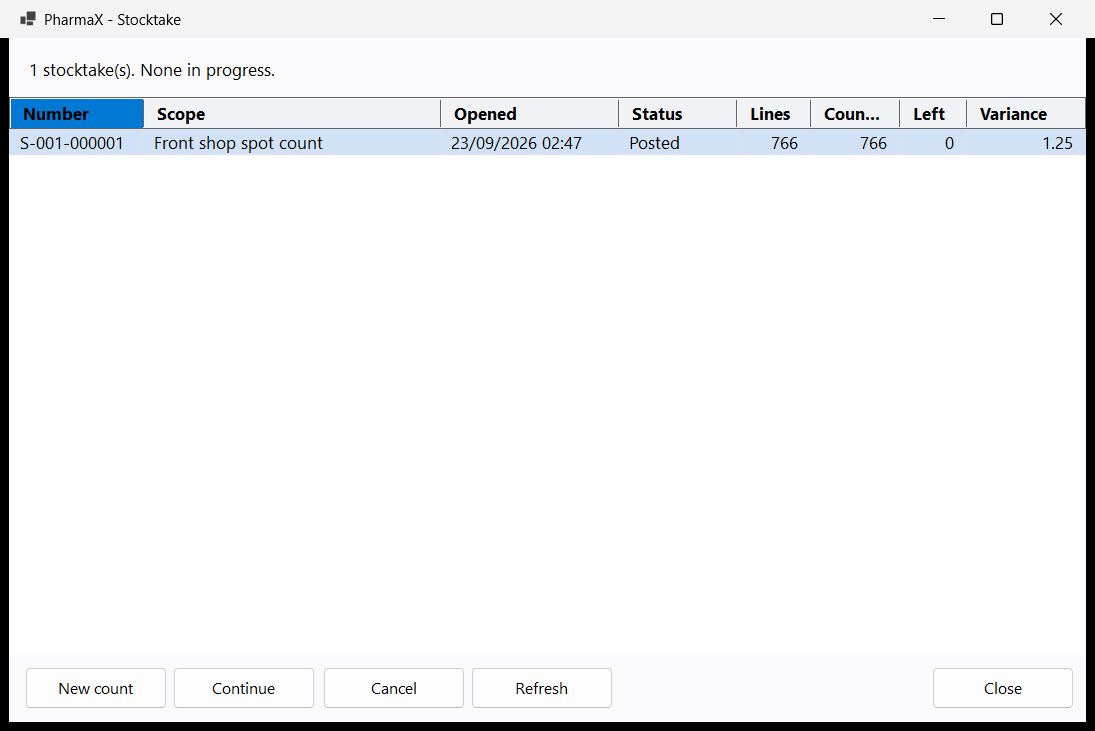 PharmaX - Stocktake
1 stocktake(s). None in progress.
Number Scope Opened Status Lines Coun... Left Variance
S-001-000001 Front shop spot count 23/09/2026 02:47 Posted 766 766 0 1.25
New count Continue Cancel Refresh Close